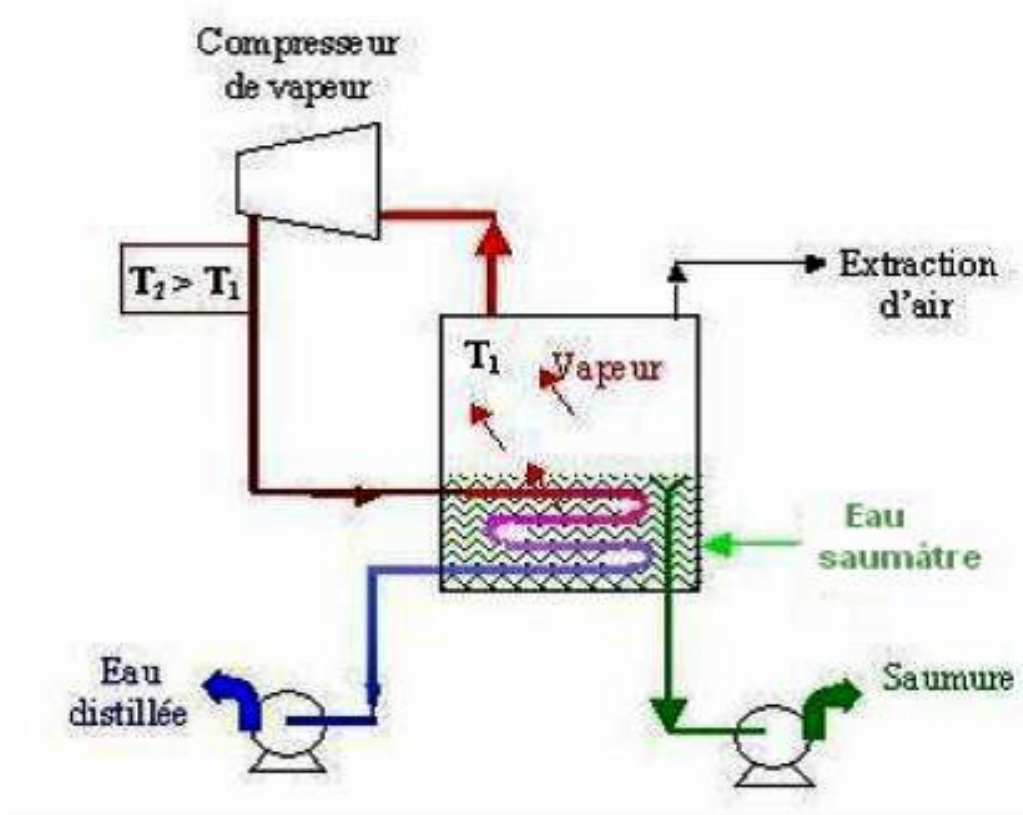 Compresseur
de vapeur
T₂ > T₁
Extraction
d'air
T₁
Vapeur
Eau
saumâtre
Eau
distillée
Saumure